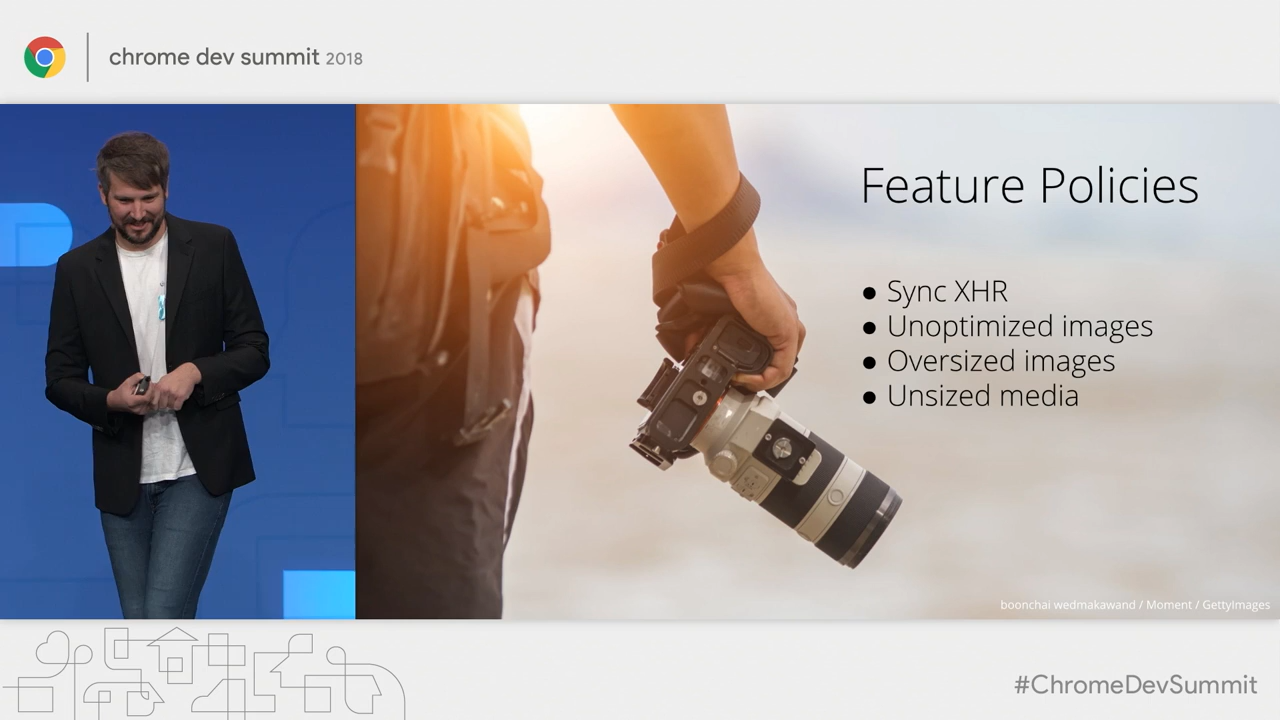 chrome dev summit 2018
Feature Policies
● Sync XHR
● Unoptimized images
● Oversized images
● Unsized media
boonchai wedmakawand / Moment / GettyImages
#ChromeDevSummit